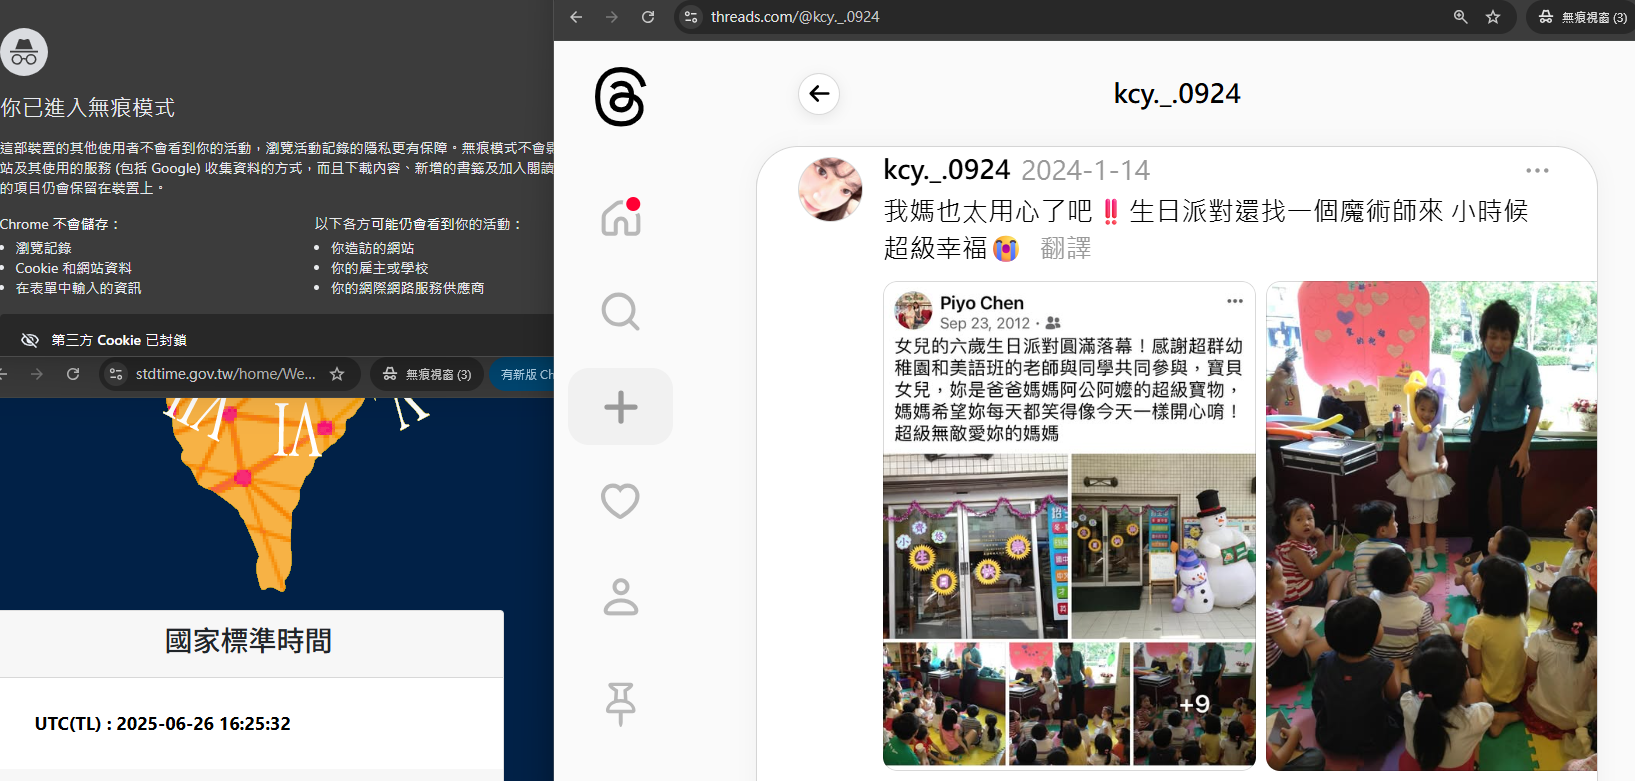 你已進入無痕模式
這部裝置的其他使用者不會看到你的活動，瀏覽活動記錄的隱私更有保障。無痕模式不會影
站及其使用的服務 (包括 Google) 收集資料的方式，而且下載內容、新增的書籤及加入閱讀
的項目仍會保留在裝置上。
Chrome 不會儲存：
瀏覽記錄
Cookie 和網站資料
在表單中輸入的資訊
以下各方可能仍會看到你的活動：
你造訪的網站
你的雇主或學校
你的網際網路服務供應商
第三方 Cookie 已封鎖
stdtime.gov.tw/home/We...
無痕視窗 (3)
有新版 Ch
VI
國家標準時間
UTC(TL) : 2025-06-26 16:25:32
threads.com/@kcy._.0924
無痕視窗 (3)
kcy._.0924
kcy._.0924 2024-1-14
我媽也太用心了吧‼️生日派對還找一個魔術師來 小時候
超級幸福😭 翻譯
Piyo Chen
Sep 23, 2012 ·
女兒的六歲生日派對圓滿落幕！感謝超群幼
稚園和美語班的老師與同學共同參與，寶貝
女兒，妳是爸爸媽媽阿公阿嬤的超級寶物，
媽媽希望妳每天都笑得像今天一樣開心唷！
超級無敵愛妳的媽媽
生
日
快
樂
+9